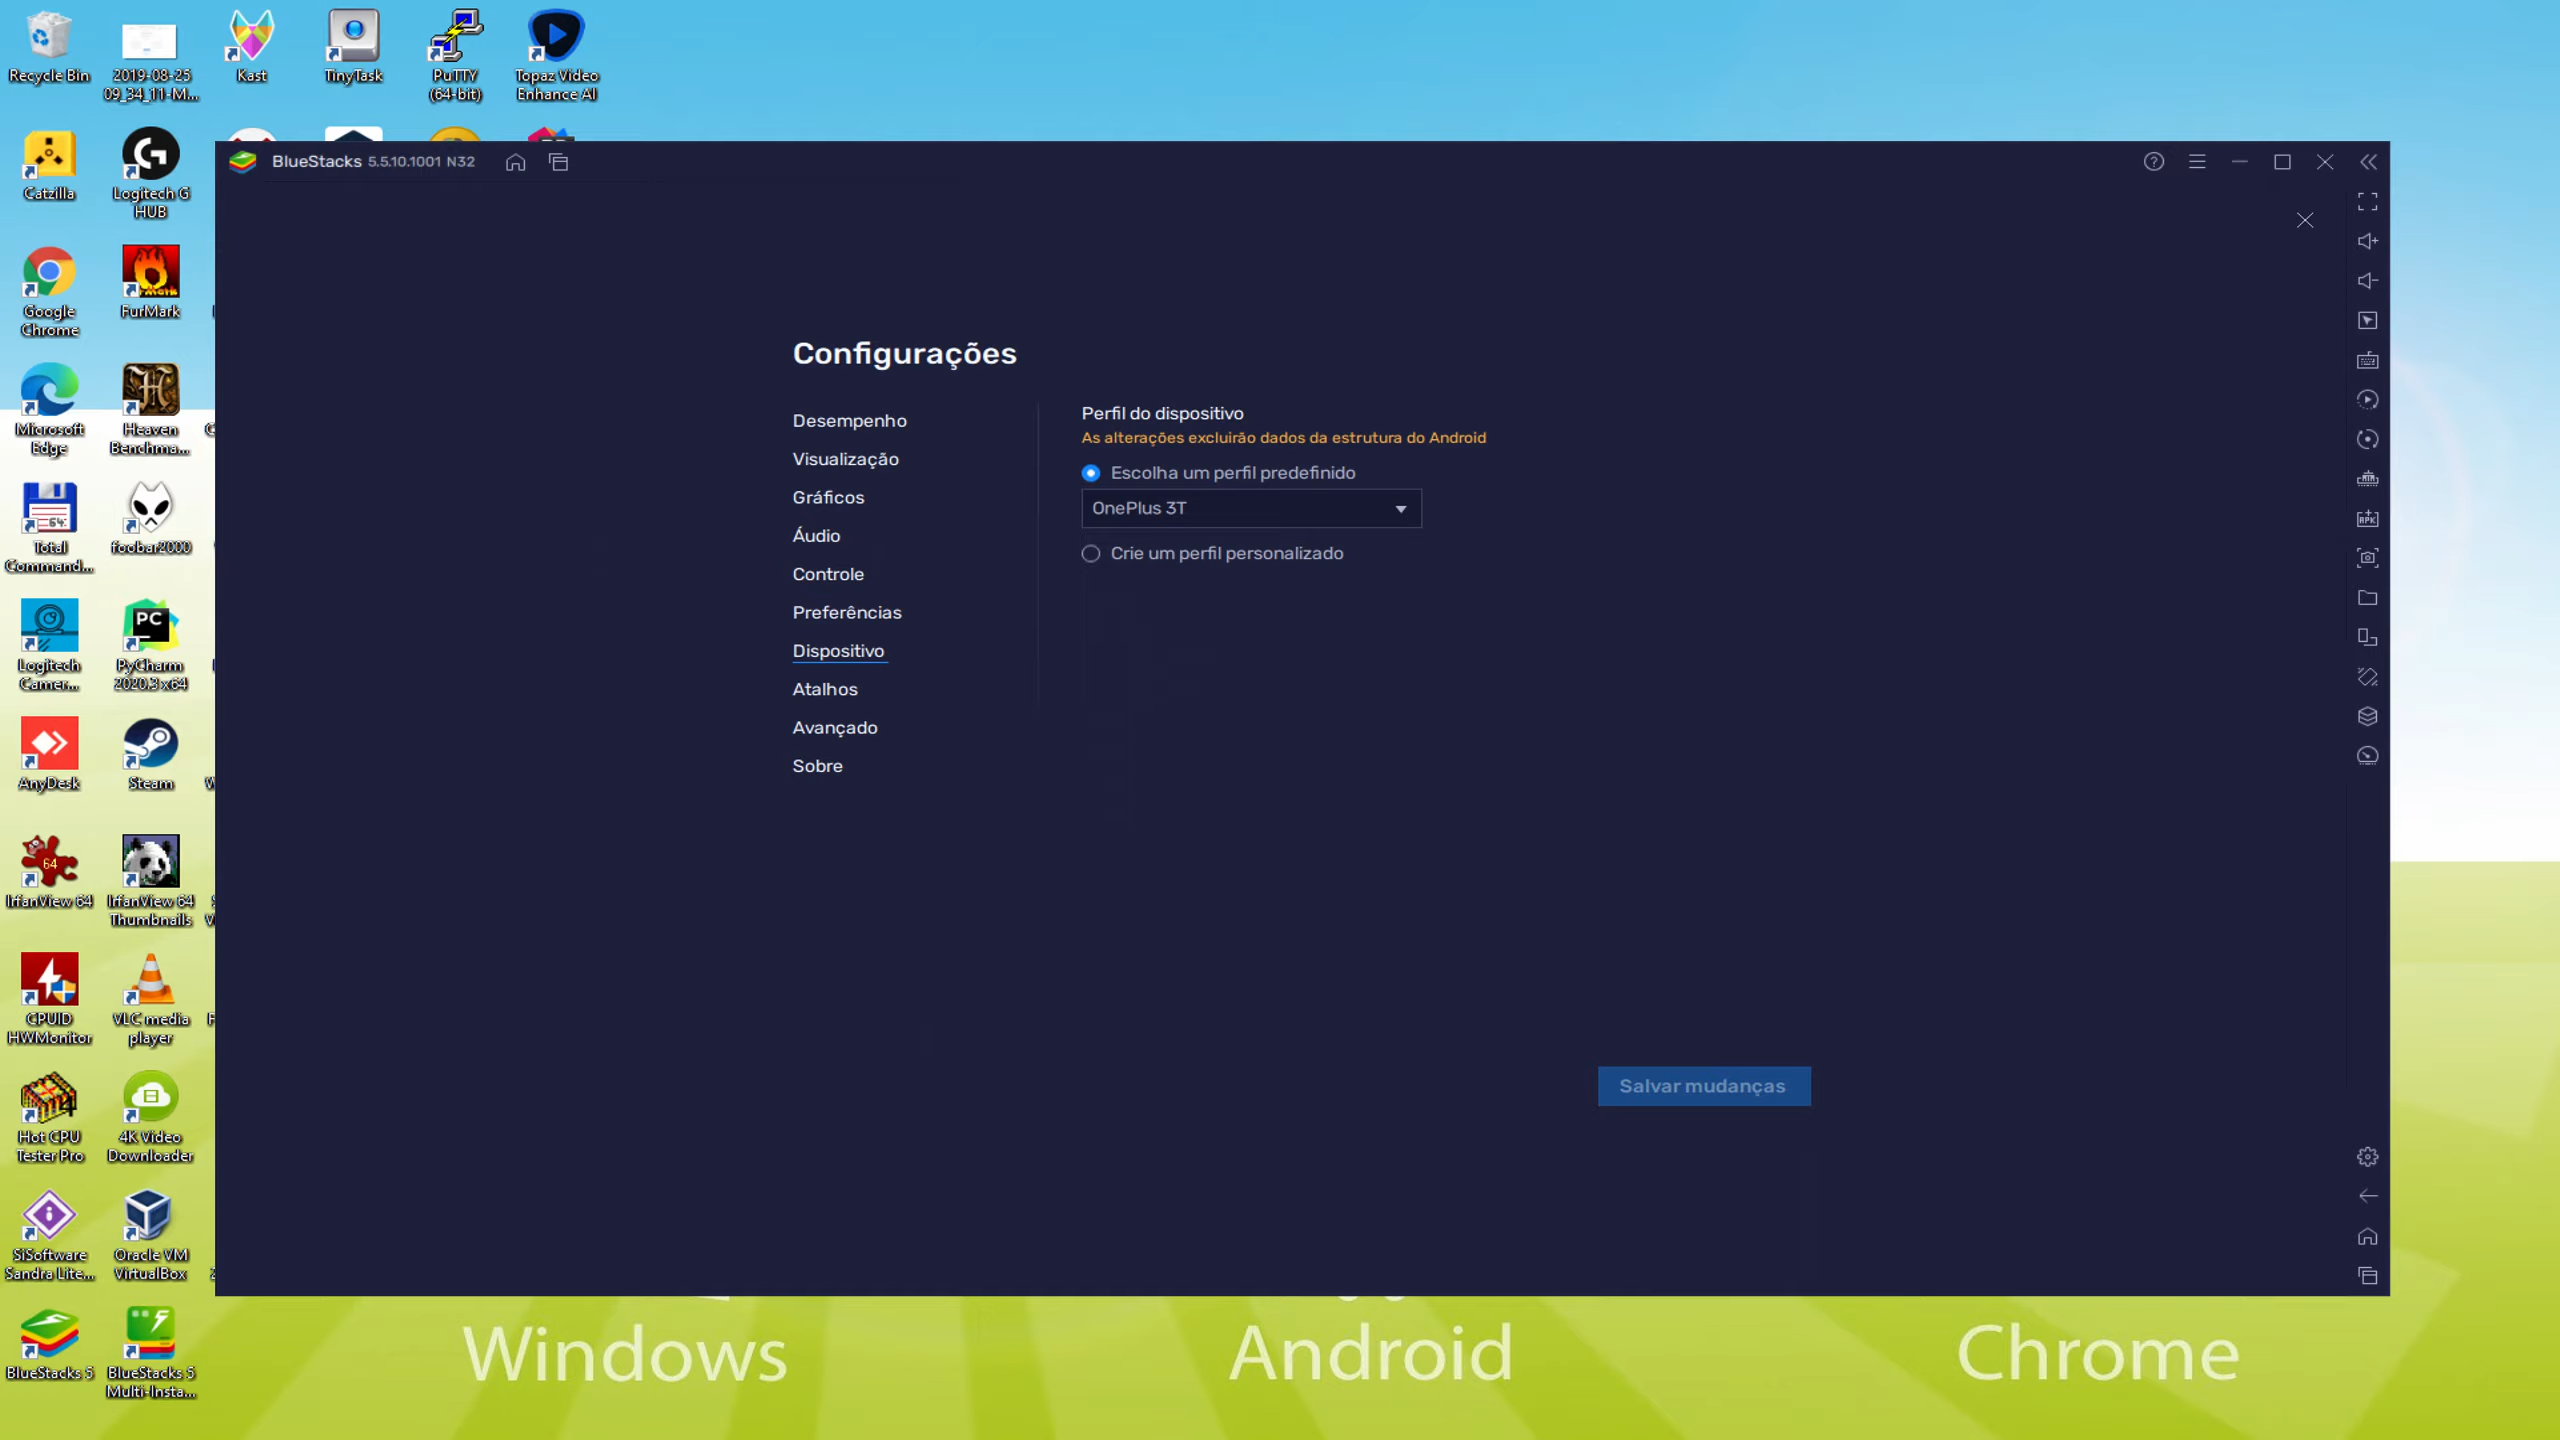 Recycle Bin
2019-08-25
09_34_11-M...
Kast
TinyTask
PuTTY
(64-bit)
Topaz Video
Enhance AI
Catzilla
Logitech G
HUB
Google
Chrome
FurMark
Microsoft
Edge
Heaven
Benchma...
Total
Command...
foobar2000
Logitech
Camer...
PC
PyCharm
2020.3 x64
AnyDesk
Steam
IrfanView 64
IrfanView 64
Thumbnails
CPUID
HWMonitor
VLC media
player
Hot CPU
Tester Pro
4K Video
Downloader
SiSoftware
Sandra Lite...
Oracle VM
VirtualBox
BlueStacks 5
BlueStacks 5
Multi-Insta...
BlueStacks 5.5.10.1001 N32
Configurações
Desempenho
Visualização
Gráficos
Áudio
Controle
Preferências
Dispositivo
Atalhos
Avançado
Sobre
Perfil do dispositivo
As alterações excluirão dados da estrutura do Android
Escolha um perfil predefinido
OnePlus 3T
Crie um perfil personalizado
Salvar mudanças
Windows
Android
Chrome